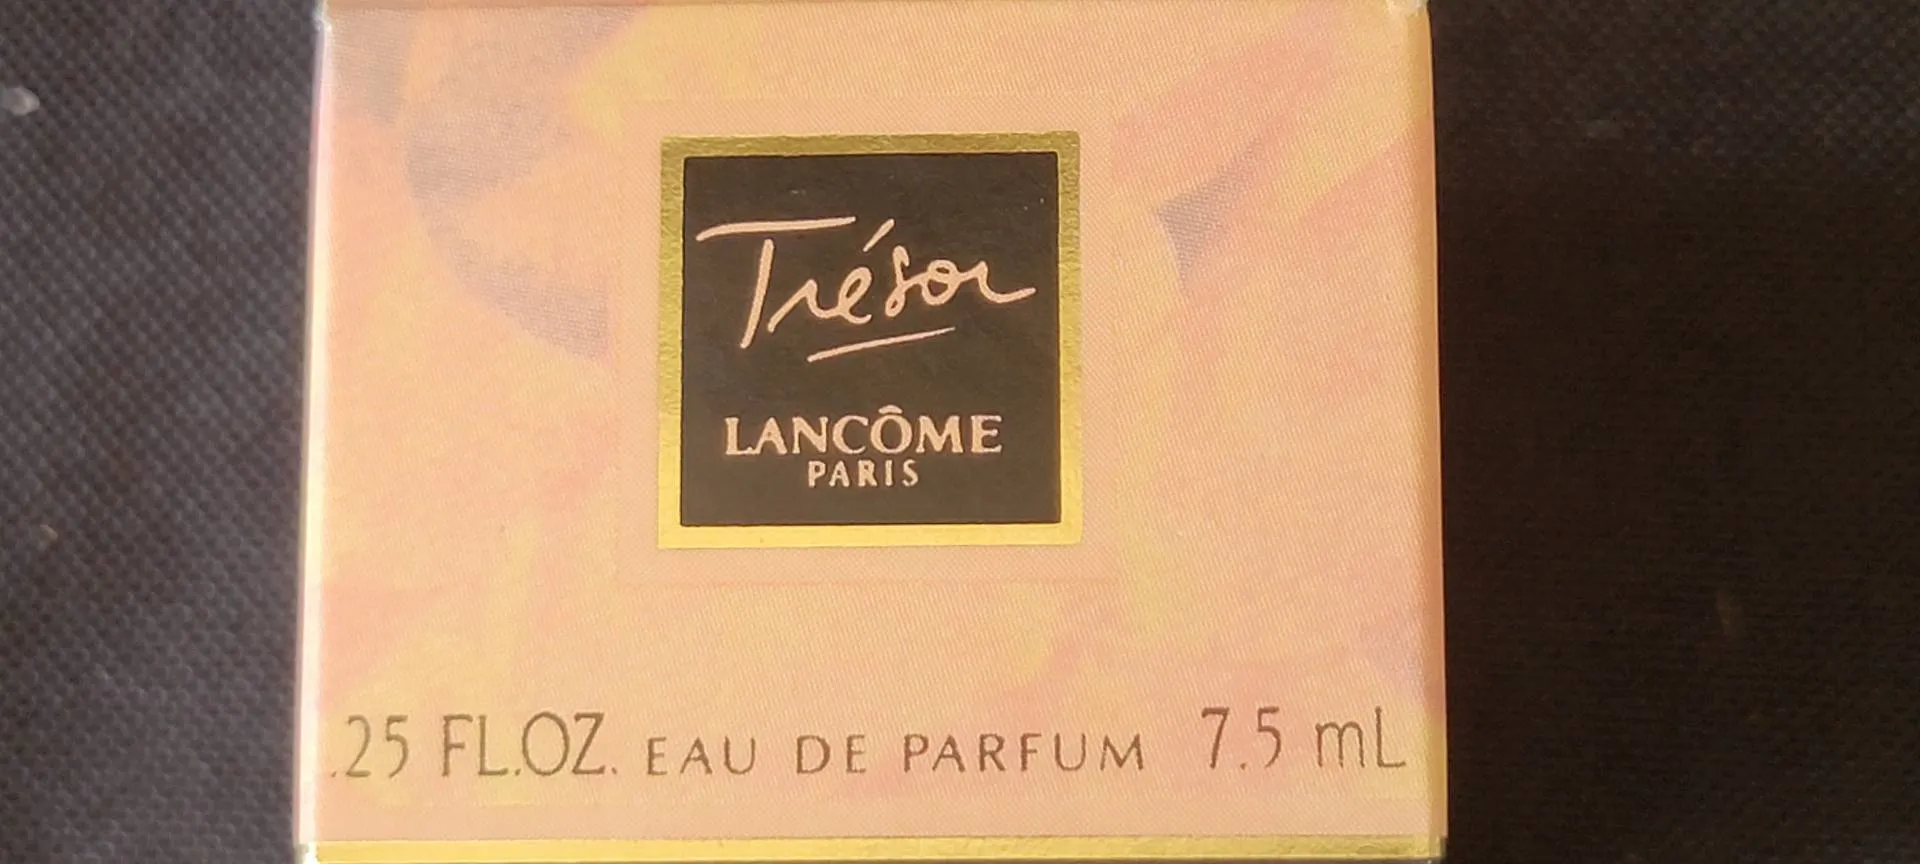 Trésor
LANCÔME
PARIS
.25 FL.OZ. EAU DE PARFUM 7.5 mL